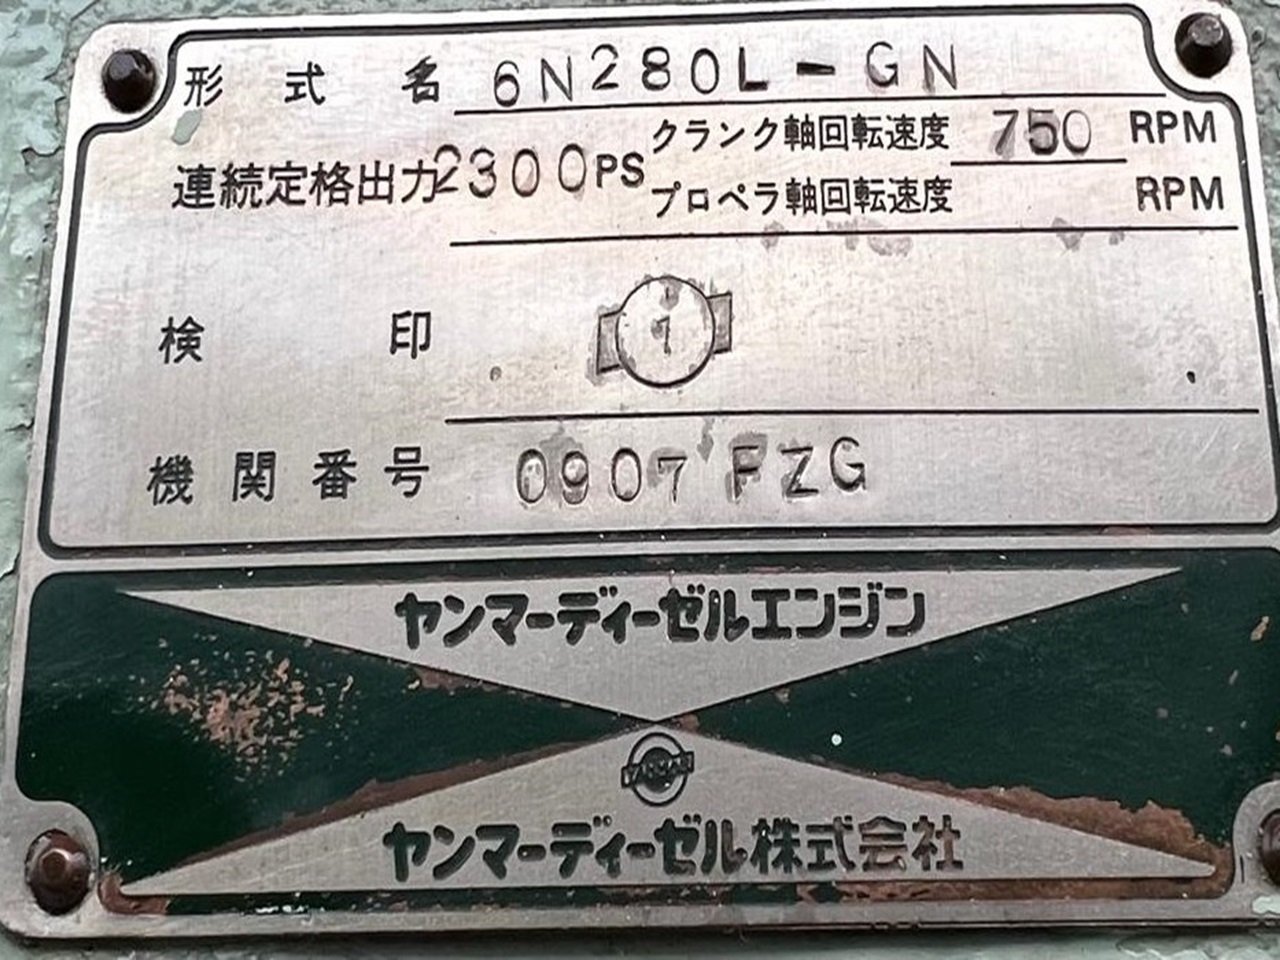 形式名 6N280L-GN
連続定格出力 2300PS クランク軸回転速度 750 RPM
プロペラ軸回転速度 RPM
検印 1
機関番号 0907 FZG
ヤンマーディーゼルエンジン
YANMAR
ヤンマーディーゼル株式会社